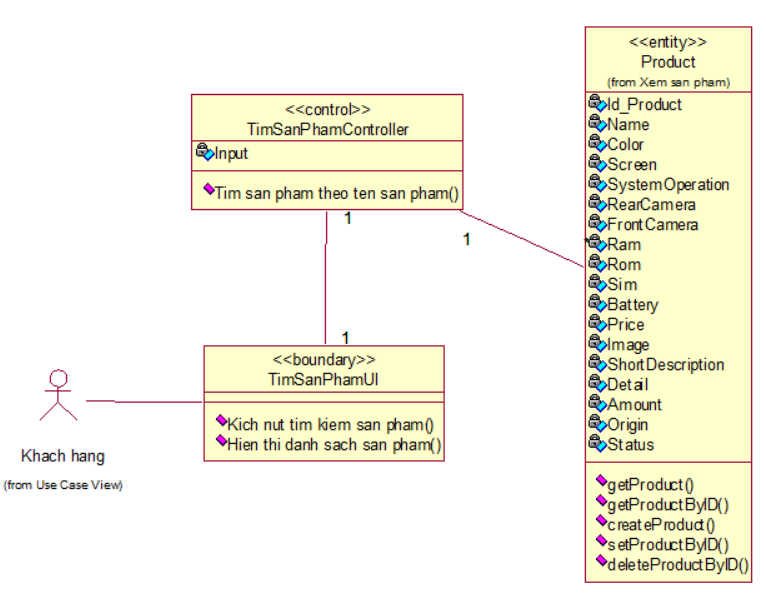 <<entity>>
Product
(from Xem san pham)
Id_Product
Name
Color
Screen
SystemOperation
RearCamera
FrontCamera
Ram
Rom
Sim
Battery
Price
Image
ShortDescription
Detail
Amount
Origin
Status
getProduct()
getProductByID()
createProduct()
setProductByID()
deleteProductByID()
<<control>>
TimSanPhamController
Input
Tim san pham theo ten san pham()
1
1
1
<<boundary>>
TimSanPhamUI
Kich nut tim kiem san pham()
Hien thi danh sach san pham()
Khach hang
(from Use Case View)